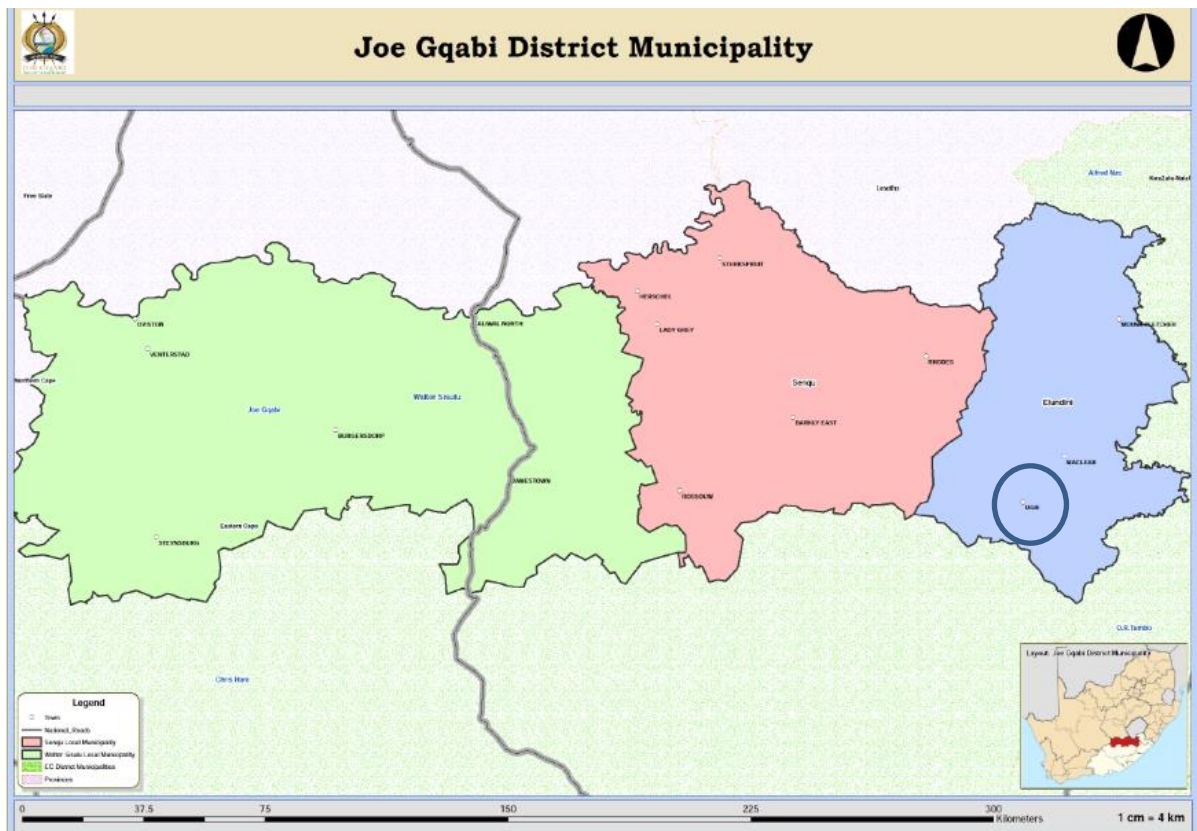 Joe Gqabi District Municipality
Alfred Nzo
Free State
Lesotho
STERKSPRUIT
HERSCHEL
OVISTON
ALIWAL NORTH
LADY GREY
MOUNT FLETCHER
VENTERSTAD
RHODES
Northern Cape
Senqu
Walter Sisulu
Elundini
Joe Gqabi
BARKLY EAST
BURGERSDORP
MACLEAR
JAMESTOWN
ROSSOUW
UGIE
Eastern Cape
STEYNSBURG
O.R.Tambo
Layout: Joe Gqabi District Municipality
Chris Hani
Legend
Town
National_Roads
Senqu Local Municipality
Walter Sisulu Local Municipality
EC District Municipalities
Provinces
0 37.5 75 150 225 300
Kilometers
1 cm = 4 km